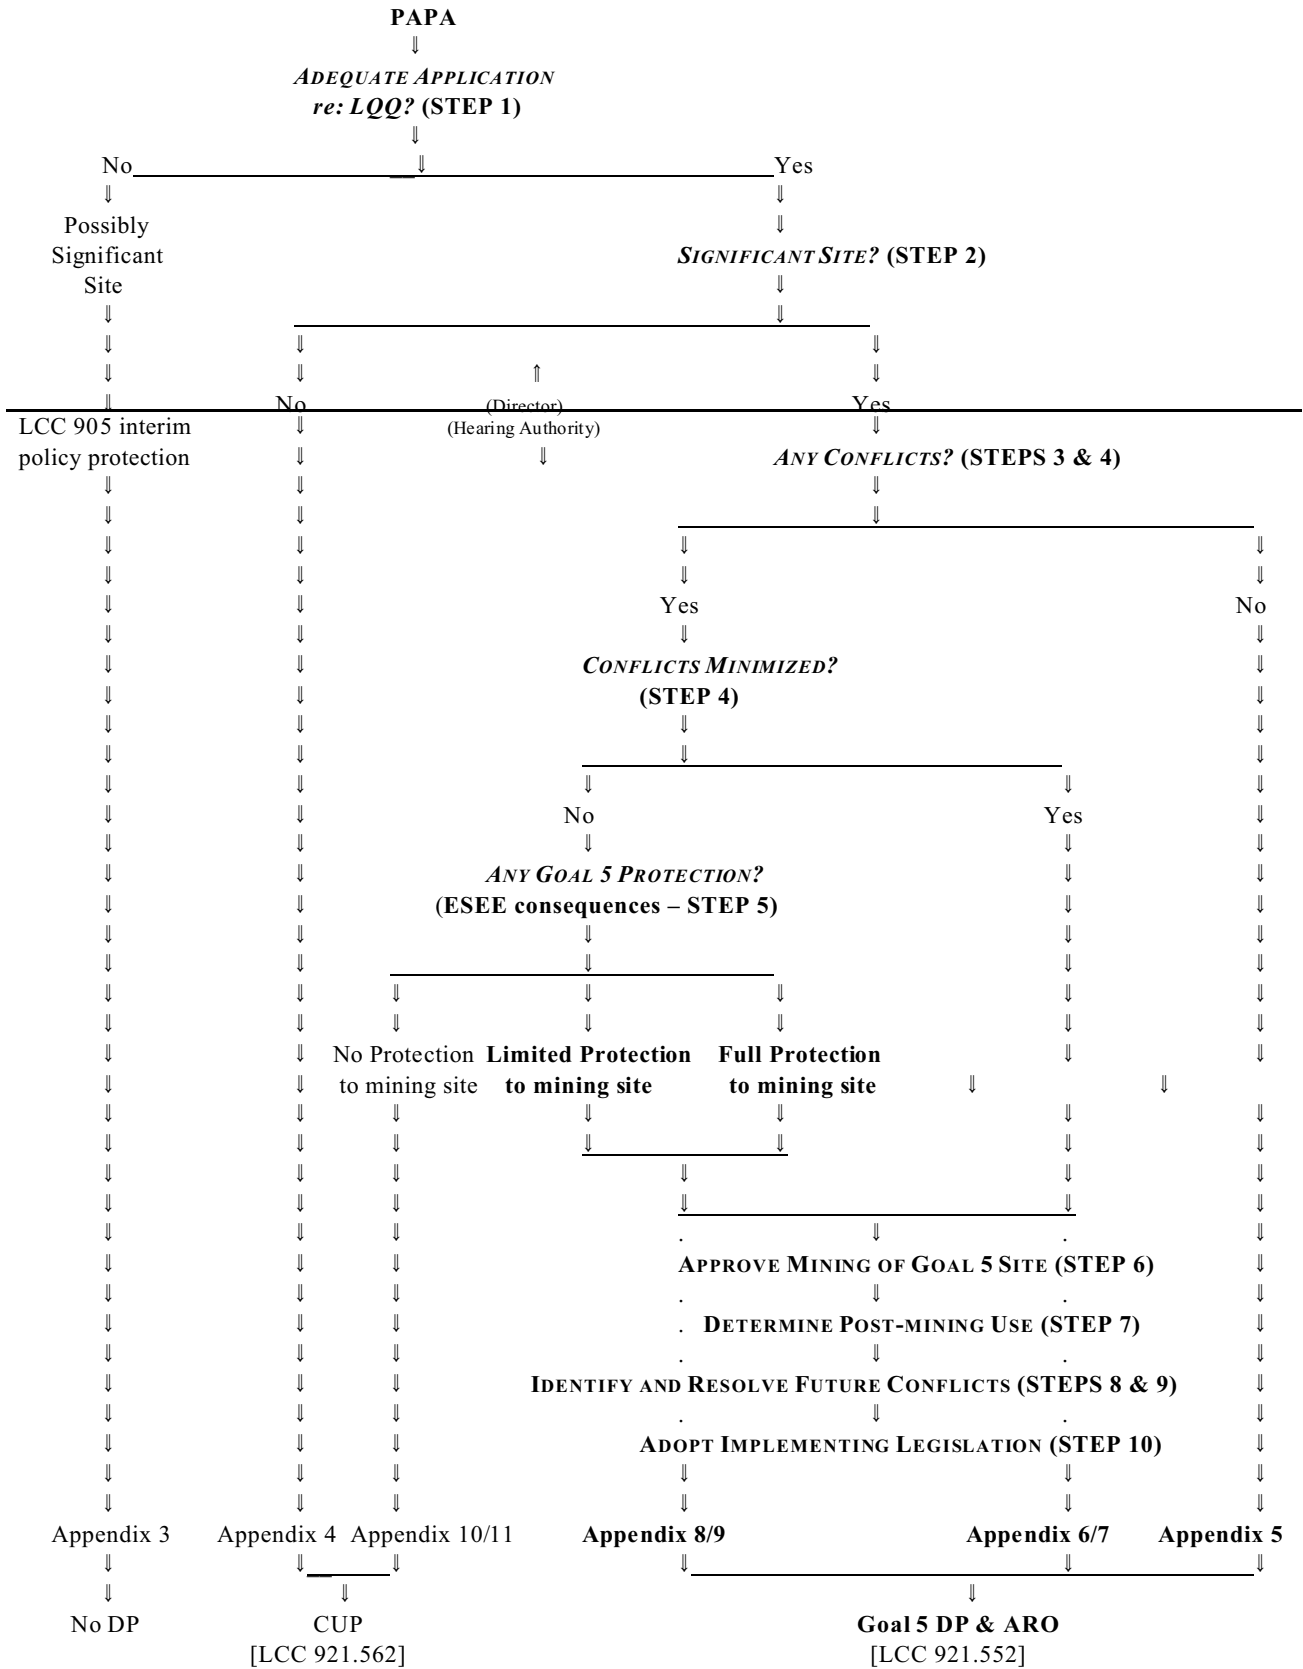 PAPA
ADEQUATE APPLICATION
re: LQQ? (STEP 1)
No Yes
Possibly
Significant
Site
SIGNIFICANT SITE? (STEP 2)
No (Director) Yes
(Hearing Authority)
LCC 905 interim
policy protection
ANY CONFLICTS? (STEPS 3 & 4)
Yes No
CONFLICTS MINIMIZED?
(STEP 4)
No Yes
ANY GOAL 5 PROTECTION?
(ESEE consequences – STEP 5)
No Protection
to mining site
Limited Protection
to mining site
Full Protection
to mining site
APPROVE MINING OF GOAL 5 SITE (STEP 6)
DETERMINE POST-MINING USE (STEP 7)
IDENTIFY AND RESOLVE FUTURE CONFLICTS (STEPS 8 & 9)
ADOPT IMPLEMENTING LEGISLATION (STEP 10)
Appendix 3 Appendix 4 Appendix 10/11 Appendix 8/9 Appendix 6/7 Appendix 5
No DP CUP Goal 5 DP & ARO
[LCC 921.562] [LCC 921.552]